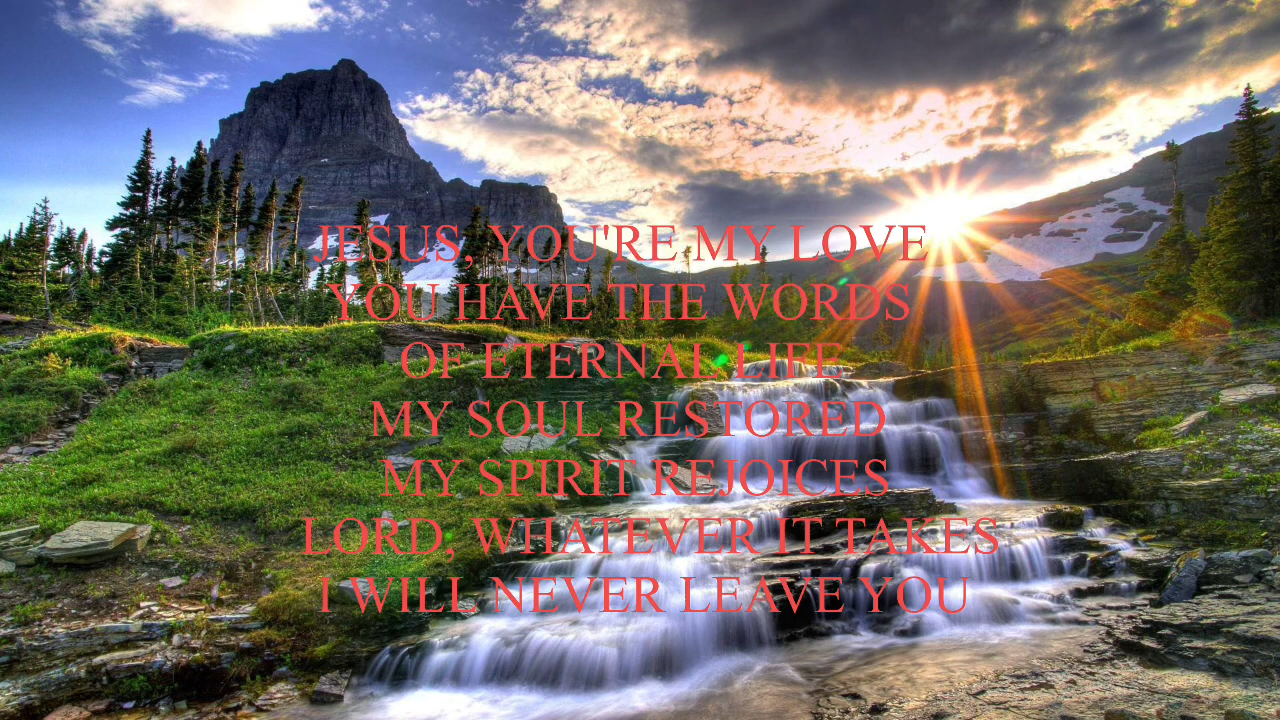 JESUS, YOU'RE MY LOVE
YOU HAVE THE WORDS
OF ETERNAL LIFE
MY SOUL RESTORED
MY SPIRIT REJOICES
LORD, WHATEVER IT TAKES
I WILL NEVER LEAVE YOU